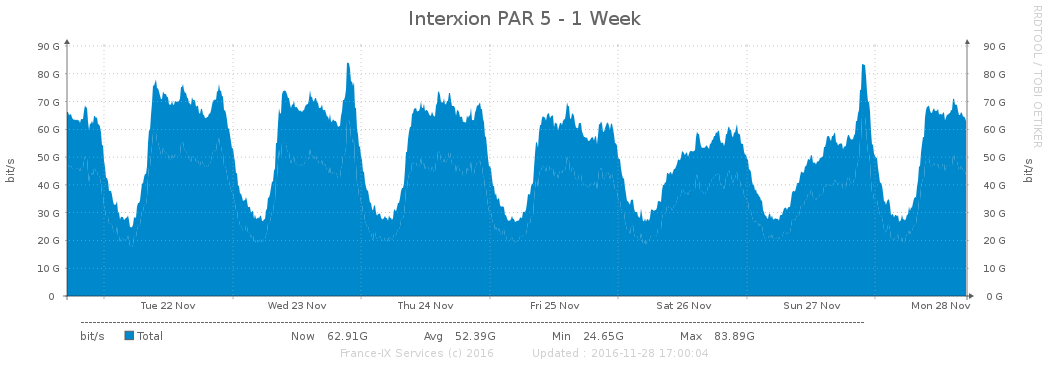 Interxion PAR 5 - 1 Week
RRDTOOL / TOBI OETIKER
90 G 90 G
80 G 80 G
70 G 70 G
60 G 60 G
50 G 50 G
40 G 40 G
30 G 30 G
20 G 20 G
10 G 10 G
0 0 G
bit/s bit/s
Tue 22 Nov Wed 23 Nov Thu 24 Nov Fri 25 Nov Sat 26 Nov Sun 27 Nov Mon 28 Nov
bit/s Total Now 62.91G Avg 52.39G Min 24.65G Max 83.89G
France-IX Services (c) 2016 Updated : 2016-11-28 17:00:04